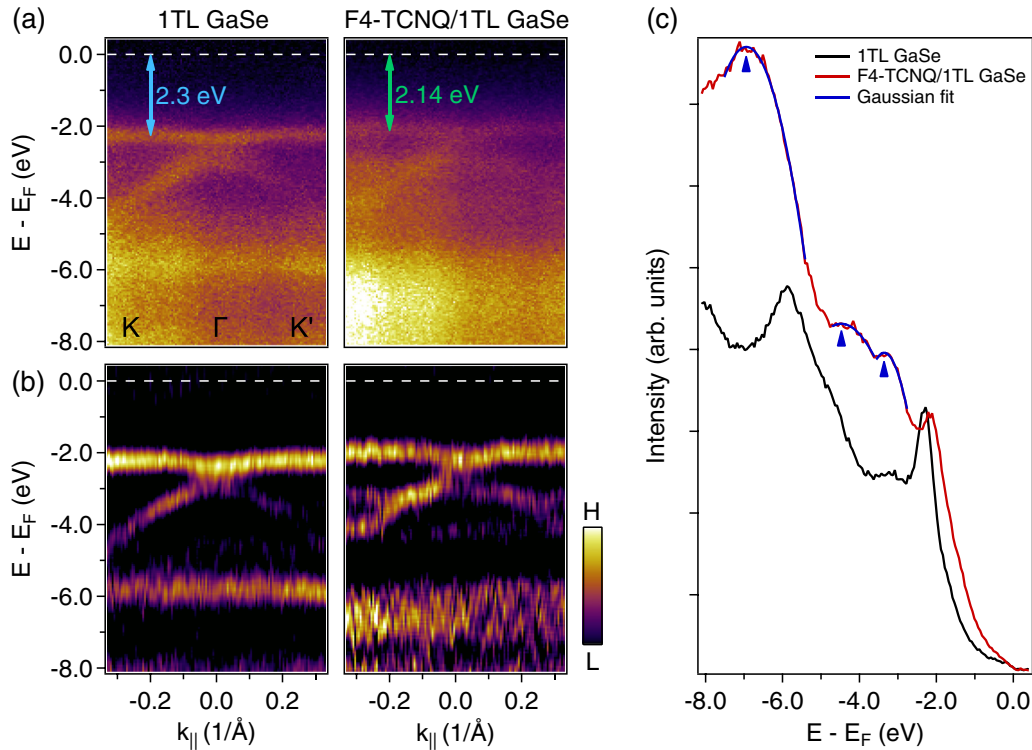 (a)
1TL GaSe
F4-TCNQ/1TL GaSe
0.0
-2.0
-4.0
-6.0
-8.0
E - E_F (eV)
2.3 eV
2.14 eV
K Γ K'
(b)
0.0
-2.0
-4.0
-6.0
-8.0
E - E_F (eV)
-0.2 0.0 0.2
k_|| (1/Å)
-0.2 0.0 0.2
k_|| (1/Å)
H
L
(c)
1TL GaSe
F4-TCNQ/1TL GaSe
Gaussian fit
Intensity (arb. units)
-8.0 -6.0 -4.0 -2.0 0.0
E - E_F (eV)